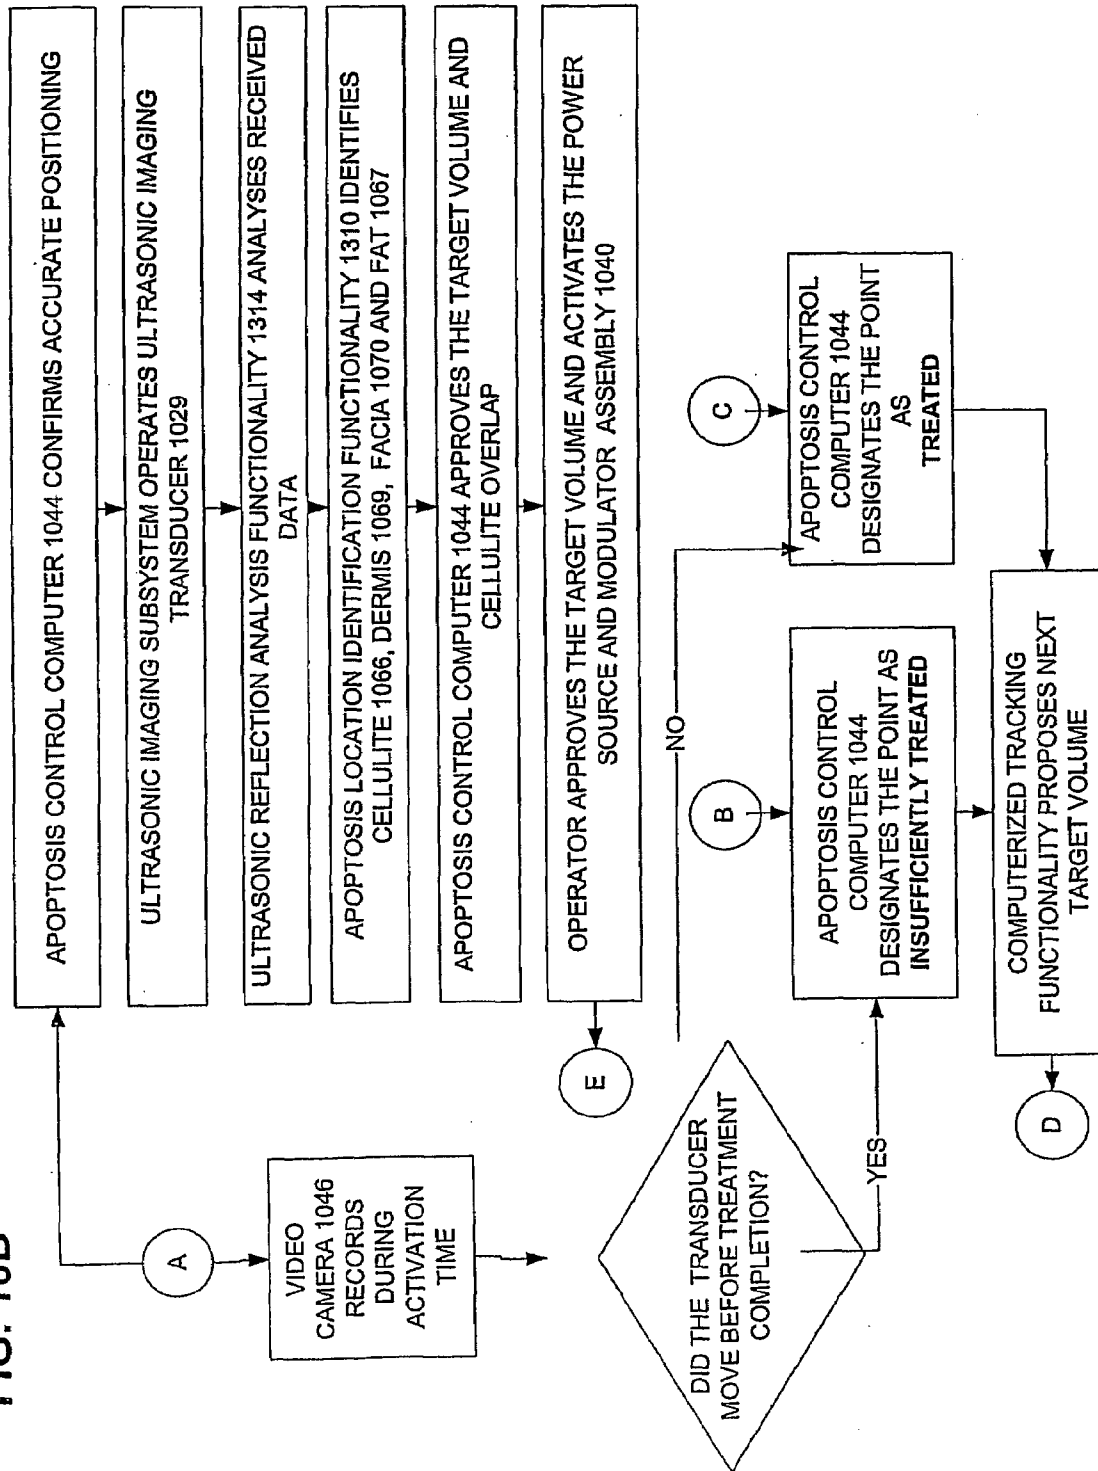 APOPTOSIS CONTROL COMPUTER 1044 CONFIRMS ACCURATE POSITIONING
ULTRASONIC IMAGING SUBSYSTEM OPERATES ULTRASONIC IMAGING
TRANSDUCER 1029
ULTRASONIC REFLECTION ANALYSIS FUNCTIONALITY 1314 ANALYSES RECEIVED
DATA
APOPTOSIS LOCATION IDENTIFICATION FUNCTIONALITY 1310 IDENTIFIES
CELLULITE 1066, DERMIS 1069, FACIA 1070 AND FAT 1067
APOPTOSIS CONTROL COMPUTER 1044 APPROVES THE TARGET VOLUME AND
CELLULITE OVERLAP
OPERATOR APPROVES THE TARGET VOLUME AND ACTIVATES THE POWER
SOURCE AND MODULATOR ASSEMBLY 1040
A
VIDEO
CAMERA 1046
RECORDS
DURING
ACTIVATION
TIME
E
DID THE TRANSDUCER
MOVE BEFORE TREATMENT
COMPLETION?
NO
YES
B
APOPTOSIS CONTROL
COMPUTER 1044
DESIGNATES THE POINT AS
INSUFFICIENTLY TREATED
C
APOPTOSIS CONTROL
COMPUTER 1044
DESIGNATES THE POINT
AS
TREATED
COMPUTERIZED TRACKING
FUNCTIONALITY PROPOSES NEXT
TARGET VOLUME
D